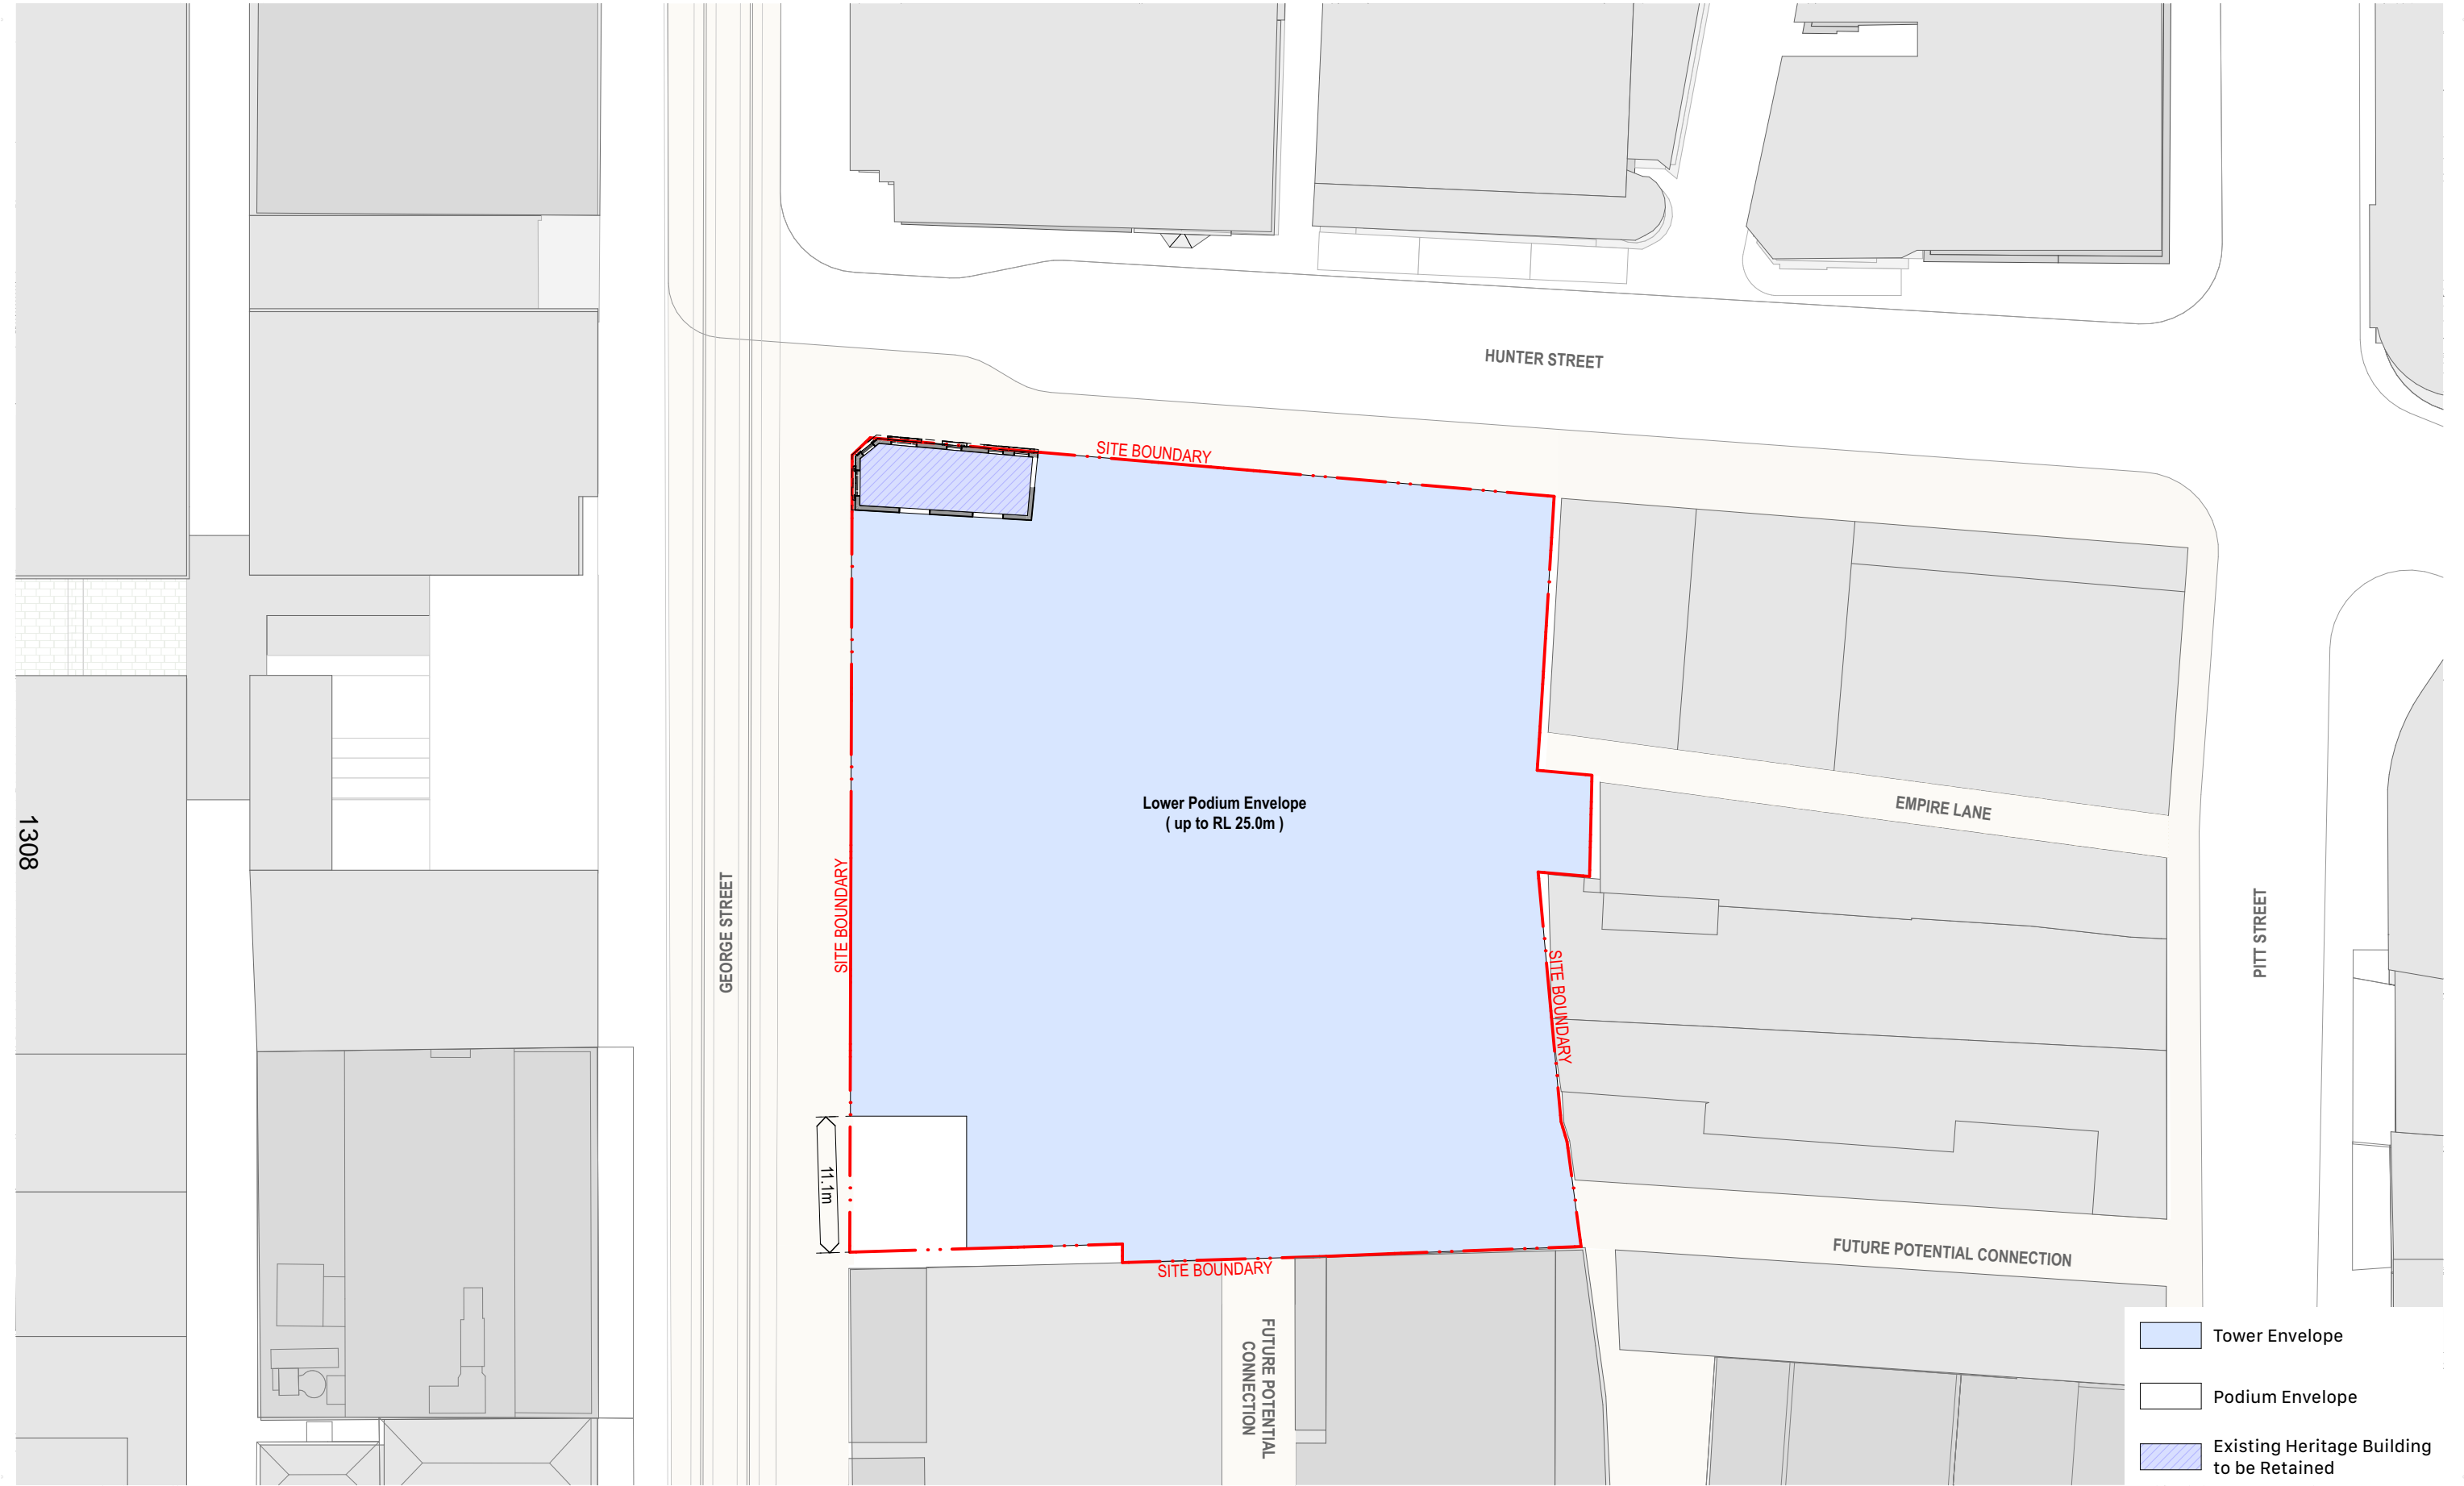 HUNTER STREET
SITE BOUNDARY
Lower Podium Envelope
( up to RL 25.0m )
EMPIRE LANE
1308
SITE BOUNDARY
GEORGE STREET
PITT STREET
SITE BOUNDARY
11.1m
FUTURE POTENTIAL CONNECTION
SITE BOUNDARY
FUTURE POTENTIAL
CONNECTION
Tower Envelope
Podium Envelope
Existing Heritage Building
to be Retained